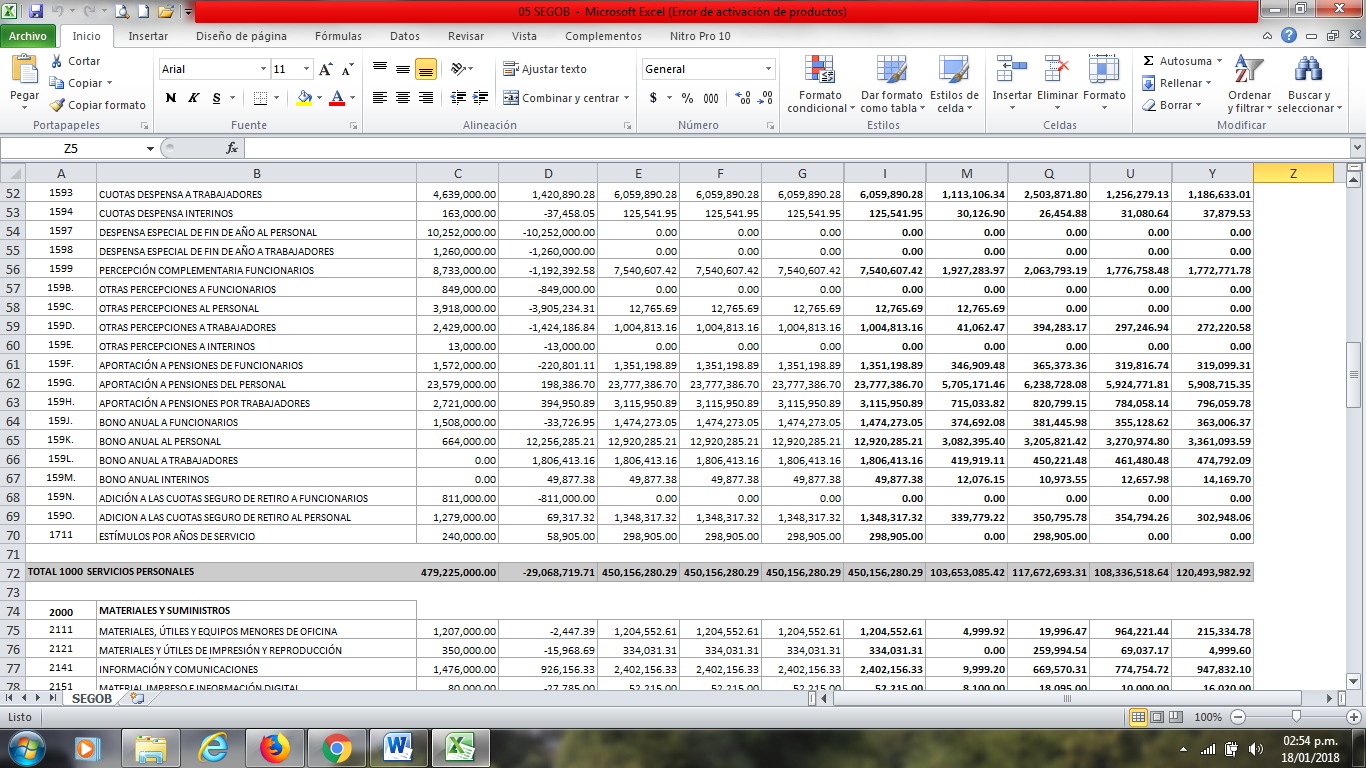 05 SEGOB - Microsoft Excel (Error de activación de productos)
Archivo Inicio Insertar Diseño de página Fórmulas Datos Revisar Vista Complementos Nitro Pro 10
Pegar Cortar Copiar Copiar formato
Portapapeles
Arial 11
N K S
Fuente
Ajustar texto
Combinar y centrar
Alineación
General
$ % 000
Número
Formato condicional Dar formato como tabla Estilos de celda
Estilos
Insertar Eliminar Formato
Celdas
Σ Autosuma
Rellenar
Borrar
Ordenar y filtrar Buscar y seleccionar
Modificar
Z5 fx
A B C D E F G I M Q U Y Z
52 1593 CUOTAS DESPENSA A TRABAJADORES 4,639,000.00 1,420,890.28 6,059,890.28 6,059,890.28 6,059,890.28 6,059,890.28 1,113,106.34 2,503,871.80 1,256,279.13 1,186,633.01
53 1594 CUOTAS DESPENSA INTERINOS 163,000.00 -37,458.05 125,541.95 125,541.95 125,541.95 125,541.95 30,126.90 26,454.88 31,080.64 37,879.53
54 1597 DESPENSA ESPECIAL DE FIN DE AÑO AL PERSONAL 10,252,000.00 -10,252,000.00 0.00 0.00 0.00 0.00 0.00 0.00 0.00 0.00
55 1598 DESPENSA ESPECIAL DE FIN DE AÑO A TRABAJADORES 1,260,000.00 -1,260,000.00 0.00 0.00 0.00 0.00 0.00 0.00 0.00 0.00
56 1599 PERCEPCIÓN COMPLEMENTARIA FUNCIONARIOS 8,733,000.00 -1,192,392.58 7,540,607.42 7,540,607.42 7,540,607.42 7,540,607.42 1,927,283.97 2,063,793.19 1,776,758.48 1,772,771.78
57 159B. OTRAS PERCEPCIONES A FUNCIONARIOS 849,000.00 -849,000.00 0.00 0.00 0.00 0.00 0.00 0.00 0.00 0.00
58 159C. OTRAS PERCEPCIONES AL PERSONAL 3,918,000.00 -3,905,234.31 12,765.69 12,765.69 12,765.69 12,765.69 12,765.69 0.00 0.00 0.00
59 159D. OTRAS PERCEPCIONES A TRABAJADORES 2,429,000.00 -1,424,186.84 1,004,813.16 1,004,813.16 1,004,813.16 1,004,813.16 41,062.47 394,283.17 297,246.94 272,220.58
60 159E. OTRAS PERCEPCIONES A INTERINOS 13,000.00 -13,000.00 0.00 0.00 0.00 0.00 0.00 0.00 0.00 0.00
61 159F. APORTACIÓN A PENSIONES DE FUNCIONARIOS 1,572,000.00 -220,801.11 1,351,198.89 1,351,198.89 1,351,198.89 1,351,198.89 346,909.48 365,373.36 319,816.74 319,099.31
62 159G. APORTACIÓN A PENSIONES DEL PERSONAL 23,579,000.00 198,386.70 23,777,386.70 23,777,386.70 23,777,386.70 23,777,386.70 5,705,171.46 6,238,728.08 5,924,771.81 5,908,715.35
63 159H. APORTACIÓN A PENSIONES POR TRABAJADORES 2,721,000.00 394,950.89 3,115,950.89 3,115,950.89 3,115,950.89 3,115,950.89 715,033.82 820,799.15 784,058.14 796,059.78
64 159J. BONO ANUAL A FUNCIONARIOS 1,508,000.00 -33,726.95 1,474,273.05 1,474,273.05 1,474,273.05 1,474,273.05 374,692.08 381,445.98 355,128.62 363,006.37
65 159K. BONO ANUAL AL PERSONAL 664,000.00 12,256,285.21 12,920,285.21 12,920,285.21 12,920,285.21 12,920,285.21 3,082,395.40 3,205,821.42 3,270,974.80 3,361,093.59
66 159L. BONO ANUAL A TRABAJADORES 0.00 1,806,413.16 1,806,413.16 1,806,413.16 1,806,413.16 1,806,413.16 419,919.11 450,221.48 461,480.48 474,792.09
67 159M. BONO ANUAL INTERINOS 0.00 49,877.38 49,877.38 49,877.38 49,877.38 49,877.38 12,076.15 10,973.55 12,657.98 14,169.70
68 159N. ADICIÓN A LAS CUOTAS SEGURO DE RETIRO A FUNCIONARIOS 811,000.00 -811,000.00 0.00 0.00 0.00 0.00 0.00 0.00 0.00 0.00
69 159O. ADICION A LAS CUOTAS SEGURO DE RETIRO AL PERSONAL 1,279,000.00 69,317.32 1,348,317.32 1,348,317.32 1,348,317.32 1,348,317.32 339,779.22 350,795.78 354,794.26 302,948.06
70 1711 ESTÍMULOS POR AÑOS DE SERVICIO 240,000.00 58,905.00 298,905.00 298,905.00 298,905.00 298,905.00 0.00 298,905.00 0.00 0.00
71
72 TOTAL 1000 SERVICIOS PERSONALES 479,225,000.00 -29,068,719.71 450,156,280.29 450,156,280.29 450,156,280.29 450,156,280.29 103,653,085.42 117,672,693.31 108,336,518.64 120,493,982.92
73
74 2000 MATERIALES Y SUMINISTROS
75 2111 MATERIALES, ÚTILES Y EQUIPOS MENORES DE OFICINA 1,207,000.00 -2,447.39 1,204,552.61 1,204,552.61 1,204,552.61 1,204,552.61 4,999.92 19,996.47 964,221.44 215,334.78
76 2121 MATERIALES Y ÚTILES DE IMPRESIÓN Y REPRODUCCIÓN 350,000.00 -15,968.69 334,031.31 334,031.31 334,031.31 334,031.31 0.00 259,994.54 69,037.17 4,999.60
77 2141 INFORMACIÓN Y COMUNICACIONES 1,476,000.00 926,156.33 2,402,156.33 2,402,156.33 2,402,156.33 2,402,156.33 9,999.20 669,570.31 774,754.72 947,832.10
78 2151 MATERIAL IMPRESO E INFORMACIÓN DIGITAL 80,000.00 -27,785.00 52,215.00 52,215.00 52,215.00 52,215.00 8,100.00 18,095.00 10,000.00 16,020.00
SEGOB
Listo 100%
02:54 p.m.
18/01/2018